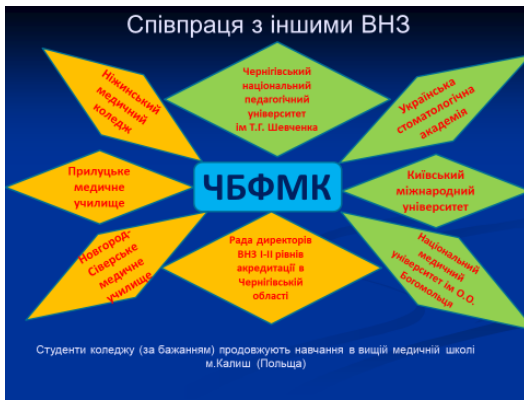 Співпраця з іншими ВНЗ
Ніжинський
медичний
коледж
Чернігівський
національний
педагогічний
університет
ім Т.Г. Шевченка
Українська
стоматологічна
академія
Прилуцьке
медичне
училище
ЧБФМК
Київський
міжнародний
університет
Новгород-
Сіверське
медичне
училище
Рада директорів
ВНЗ І-ІІ рівнів
акредитації в
Чернігівській
області
Національний
медичний
університет ім О.О.
Богомольця
Студенти коледжу (за бажанням) продовжують навчання в вищій медичній школі
м.Калиш (Польща)